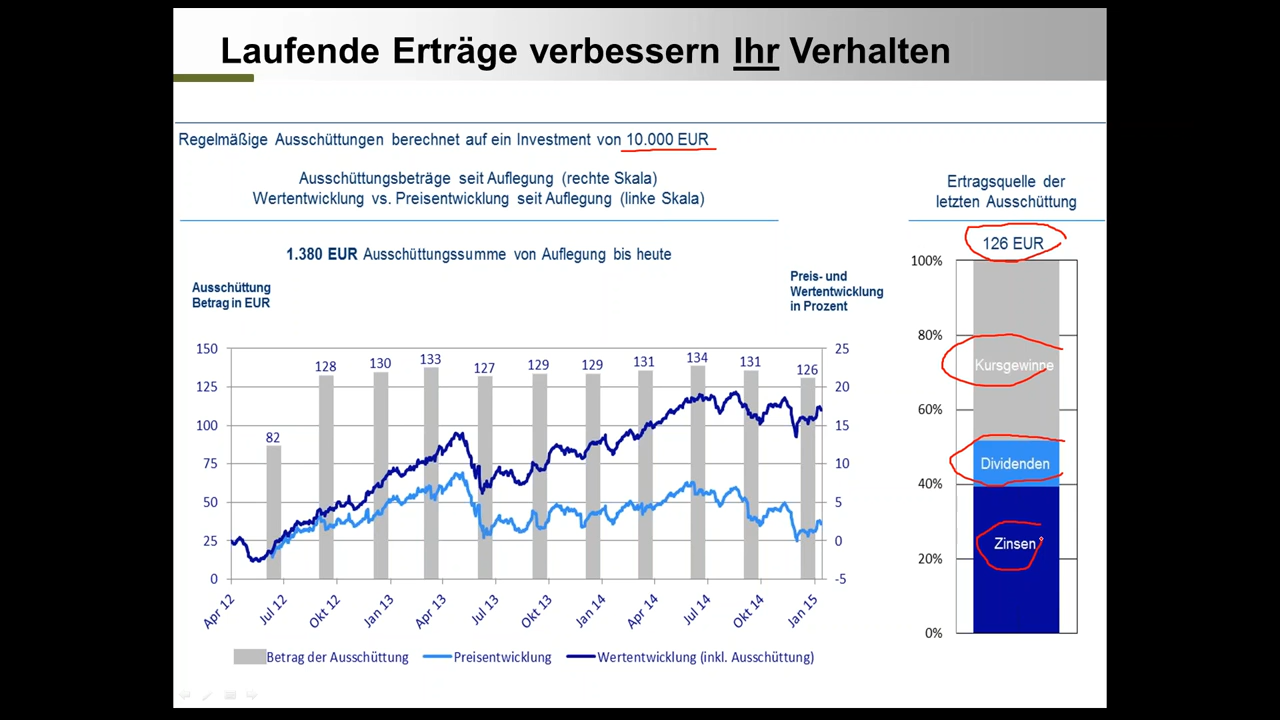 Laufende Erträge verbessern Ihr Verhalten
Regelmäßige Ausschüttungen berechnet auf ein Investment von 10.000 EUR
Ausschüttungsbeträge seit Auflegung (rechte Skala)
Wertentwicklung vs. Preisentwicklung seit Auflegung (linke Skala)
Ertragsquelle der
letzten Ausschüttung
1.380 EUR Ausschüttungssumme von Auflegung bis heute
126 EUR
Ausschüttung
Betrag in EUR
Preis- und
Wertentwicklung
in Prozent
150
125
100
75
50
25
0
82
128
130
133
127
129
129
131
134
131
126
25
20
15
10
5
0
-5
Apr 12
Jul 12
Okt 12
Jan 13
Apr 13
Jul 13
Okt 13
Jan 14
Apr 14
Jul 14
Okt 14
Jan 15
Betrag der Ausschüttung
Preisentwicklung
Wertentwicklung (inkl. Ausschüttung)
100%
80%
60%
40%
20%
0%
Kursgewinne
Dividenden
Zinsen